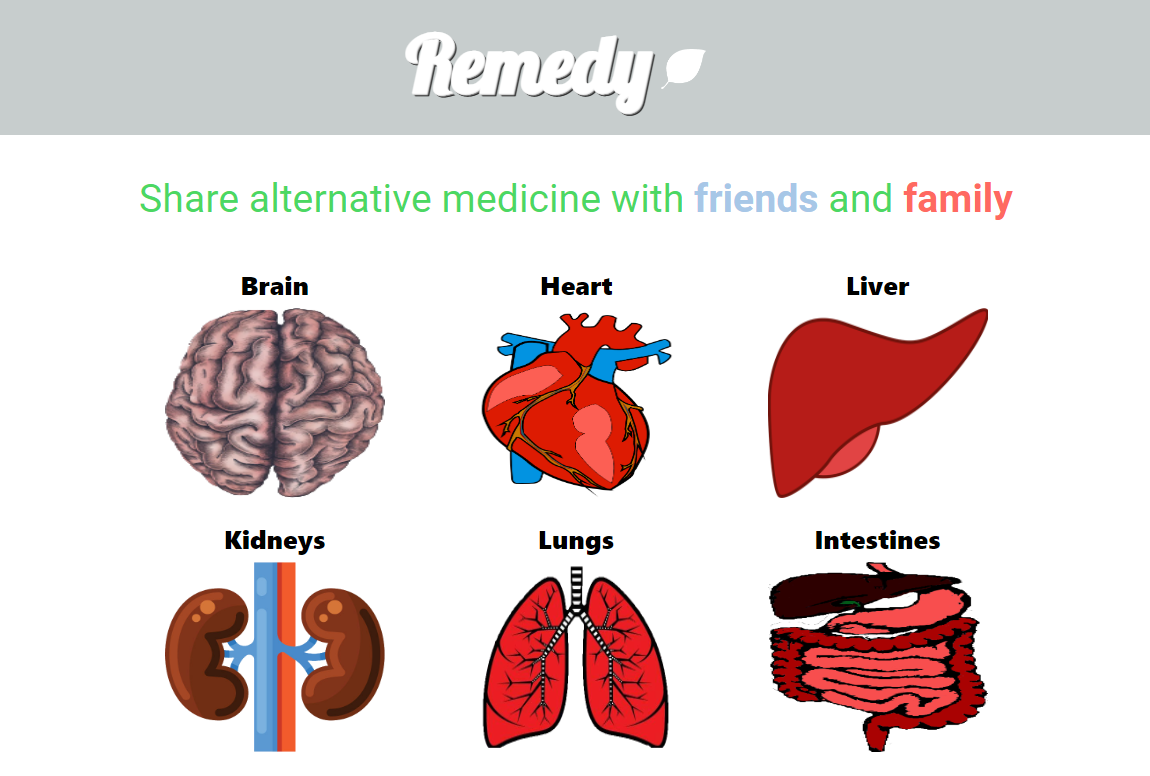 Remedy
Share alternative medicine with friends and family
Brain Heart Liver
Kidneys Lungs Intestines